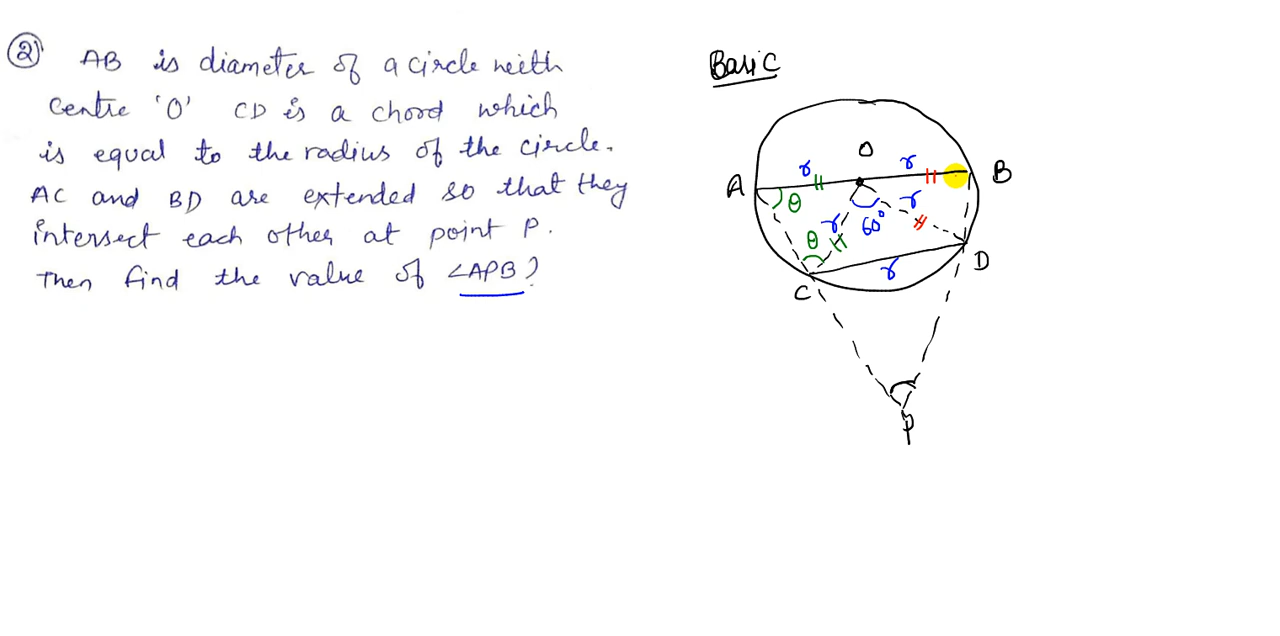 ② AB is diameter of a circle with
Centre 'O' CD is a chord which
is equal to the radius of the circle.
AC and BD are extended so that they
intersect each other at point P.
Then find the value of ∠APB?
Basic
O
A
r
r
B
θ
r
60°
r
θ
r
D
C
P